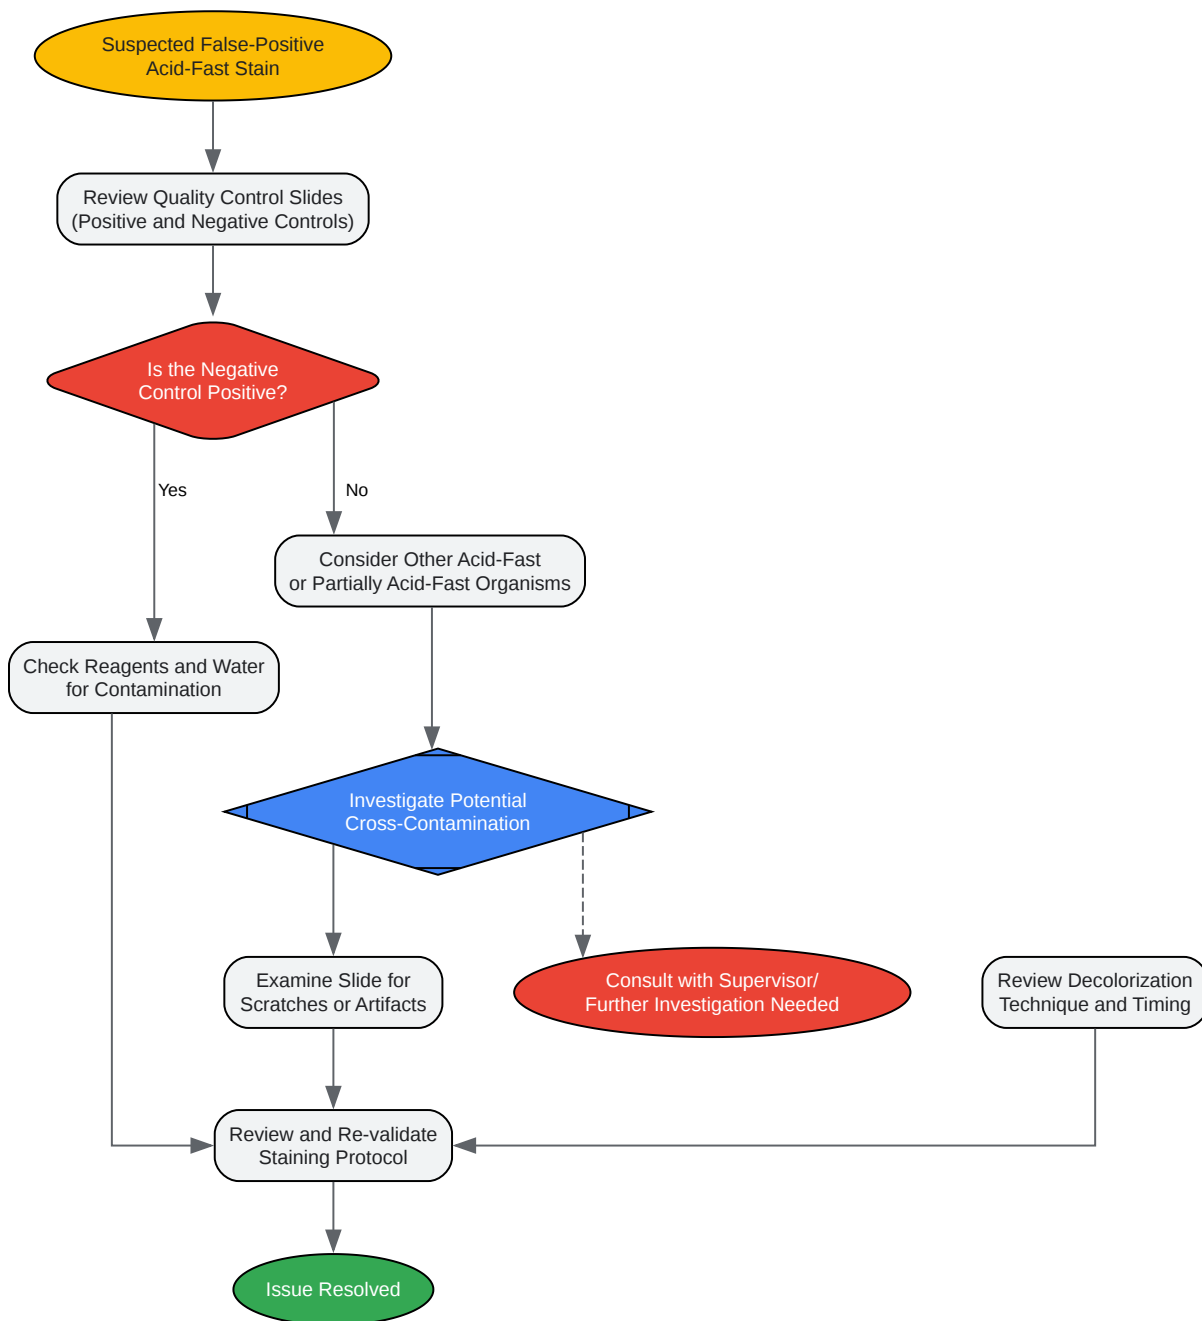 Suspected False-Positive
Acid-Fast Stain
Review Quality Control Slides
(Positive and Negative Controls)
Is the Negative
Control Positive?
Yes
No
Consider Other Acid-Fast
or Partially Acid-Fast Organisms
Check Reagents and Water
for Contamination
Investigate Potential
Cross-Contamination
Examine Slide for
Scratches or Artifacts
Consult with Supervisor/
Further Investigation Needed
Review Decolorization
Technique and Timing
Review and Re-validate
Staining Protocol
Issue Resolved